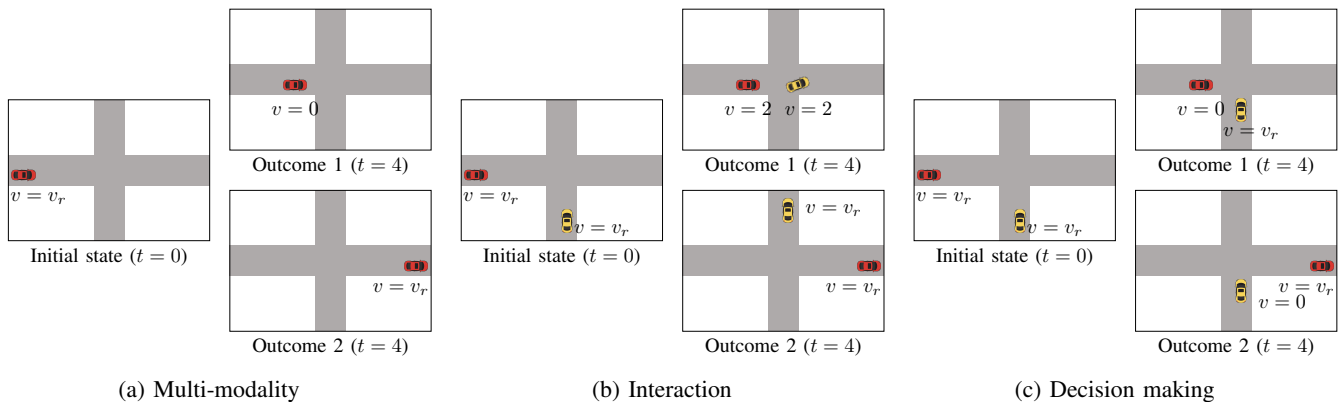 v = 0
Outcome 1 (t = 4)
v = v_r
Initial state (t = 0)
v = v_r
Outcome 2 (t = 4)
(a) Multi-modality
v = 2 v = 2
Outcome 1 (t = 4)
v = v_r
v = v_r
Initial state (t = 0)
v = v_r
v = v_r
Outcome 2 (t = 4)
(b) Interaction
v = 0
v = v_r
Outcome 1 (t = 4)
v = v_r
v = v_r
Initial state (t = 0)
v = v_r
v = 0
Outcome 2 (t = 4)
(c) Decision making